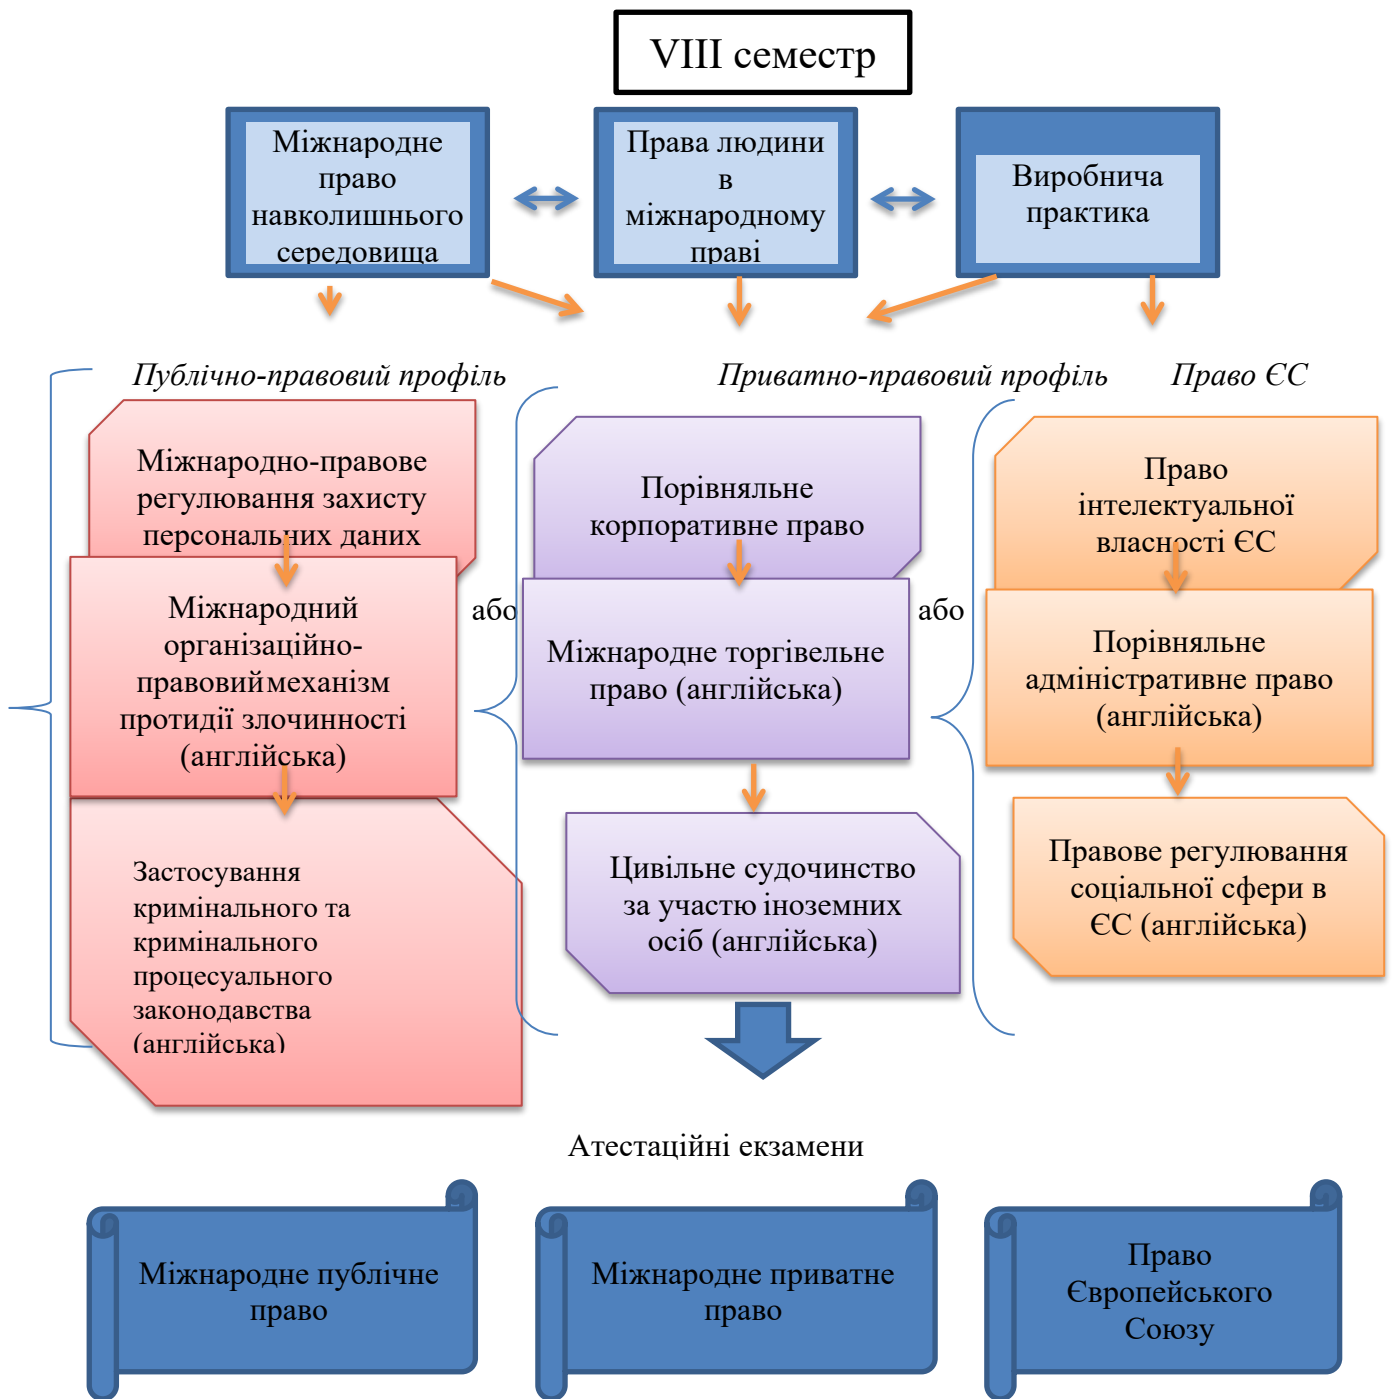 VIII семестр
Міжнародне
право
навколишнього
середовища
Права людини
в
міжнародному
праві
Виробнича
практика
Публічно-правовий профіль
Приватно-правовий профіль
Право ЄС
Міжнародно-правове
регулювання захисту
персональних даних
Міжнародний
організаційно-
правовий механізм
протидії злочинності
(англійська)
Застосування
кримінального та
кримінального
процесуального
законодавства
(англійська)
або
Порівняльне
корпоративне право
Міжнародне торгівельне
право (англійська)
Цивільне судочинство
за участю іноземних
осіб (англійська)
або
Право
інтелектуальної
власності ЄС
Порівняльне
адміністративне право
(англійська)
Правове регулювання
соціальної сфери в
ЄС (англійська)
Атестаційні екзамени
Міжнародне публічне
право
Міжнародне приватне
право
Право
Європейського
Союзу